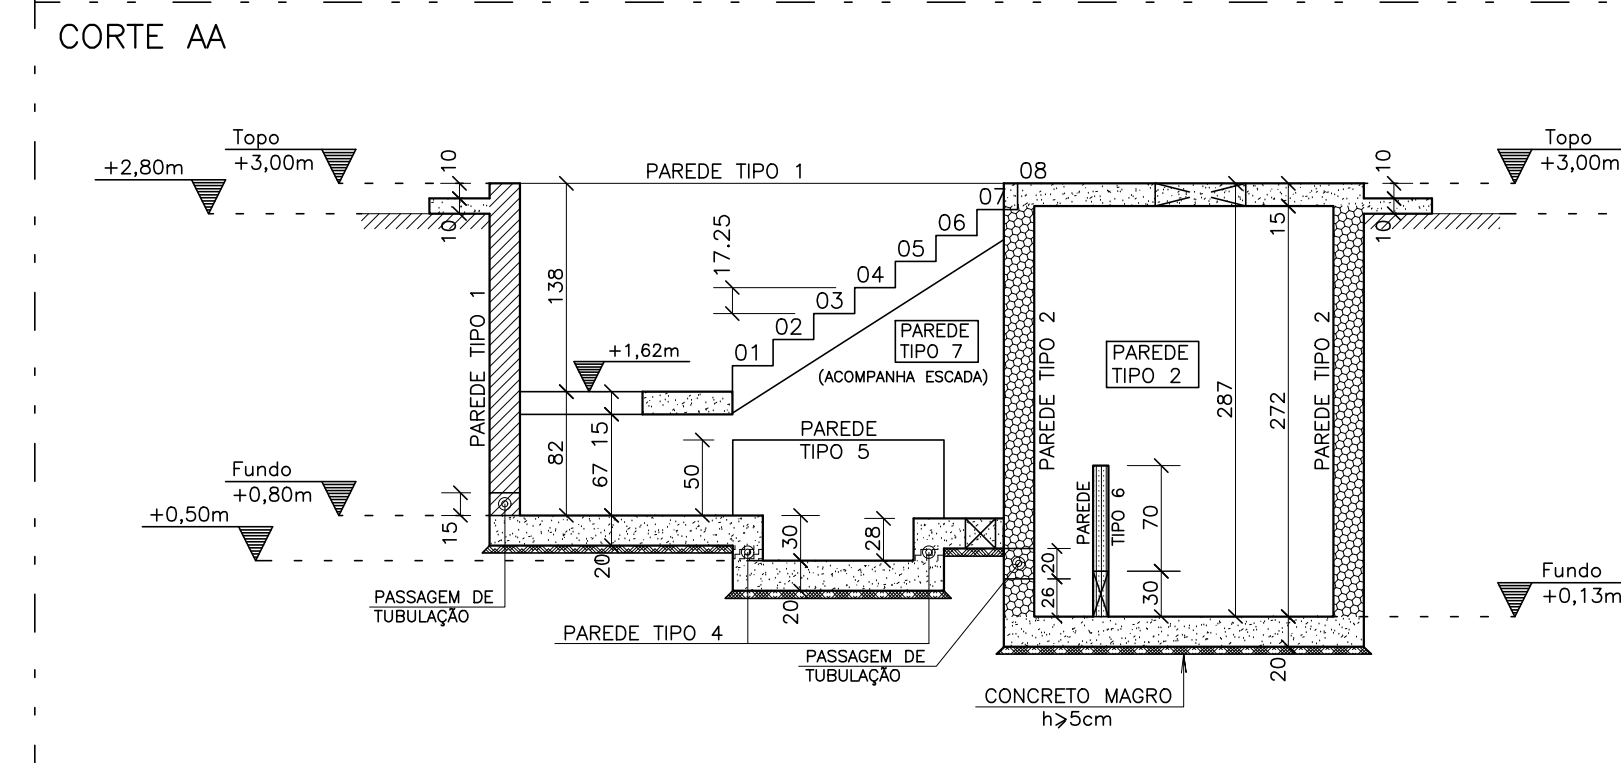 CORTE AA
Topo
+3,00m
+2,80m
10
10
PAREDE TIPO 1
08
07
06
05
04
03
02
01
17.25
138
PAREDE TIPO 1
+1,62m
PAREDE
TIPO 7
(ACOMPANHA ESCADA)
82
15
67
50
PAREDE
TIPO 5
Fundo
+0,80m
+0,50m
15
20
30
28
20
PASSAGEM DE
TUBULAÇÃO
PAREDE TIPO 4
PASSAGEM DE
TUBULAÇÃO
PAREDE TIPO 2
PAREDE
TIPO 2
287
272
15
PAREDE TIPO 2
PAREDE
TIPO 6
70
20
26
30
20
CONCRETO MAGRO
h⩾5cm
Topo
+3,00m
10
10
Fundo
+0,13m